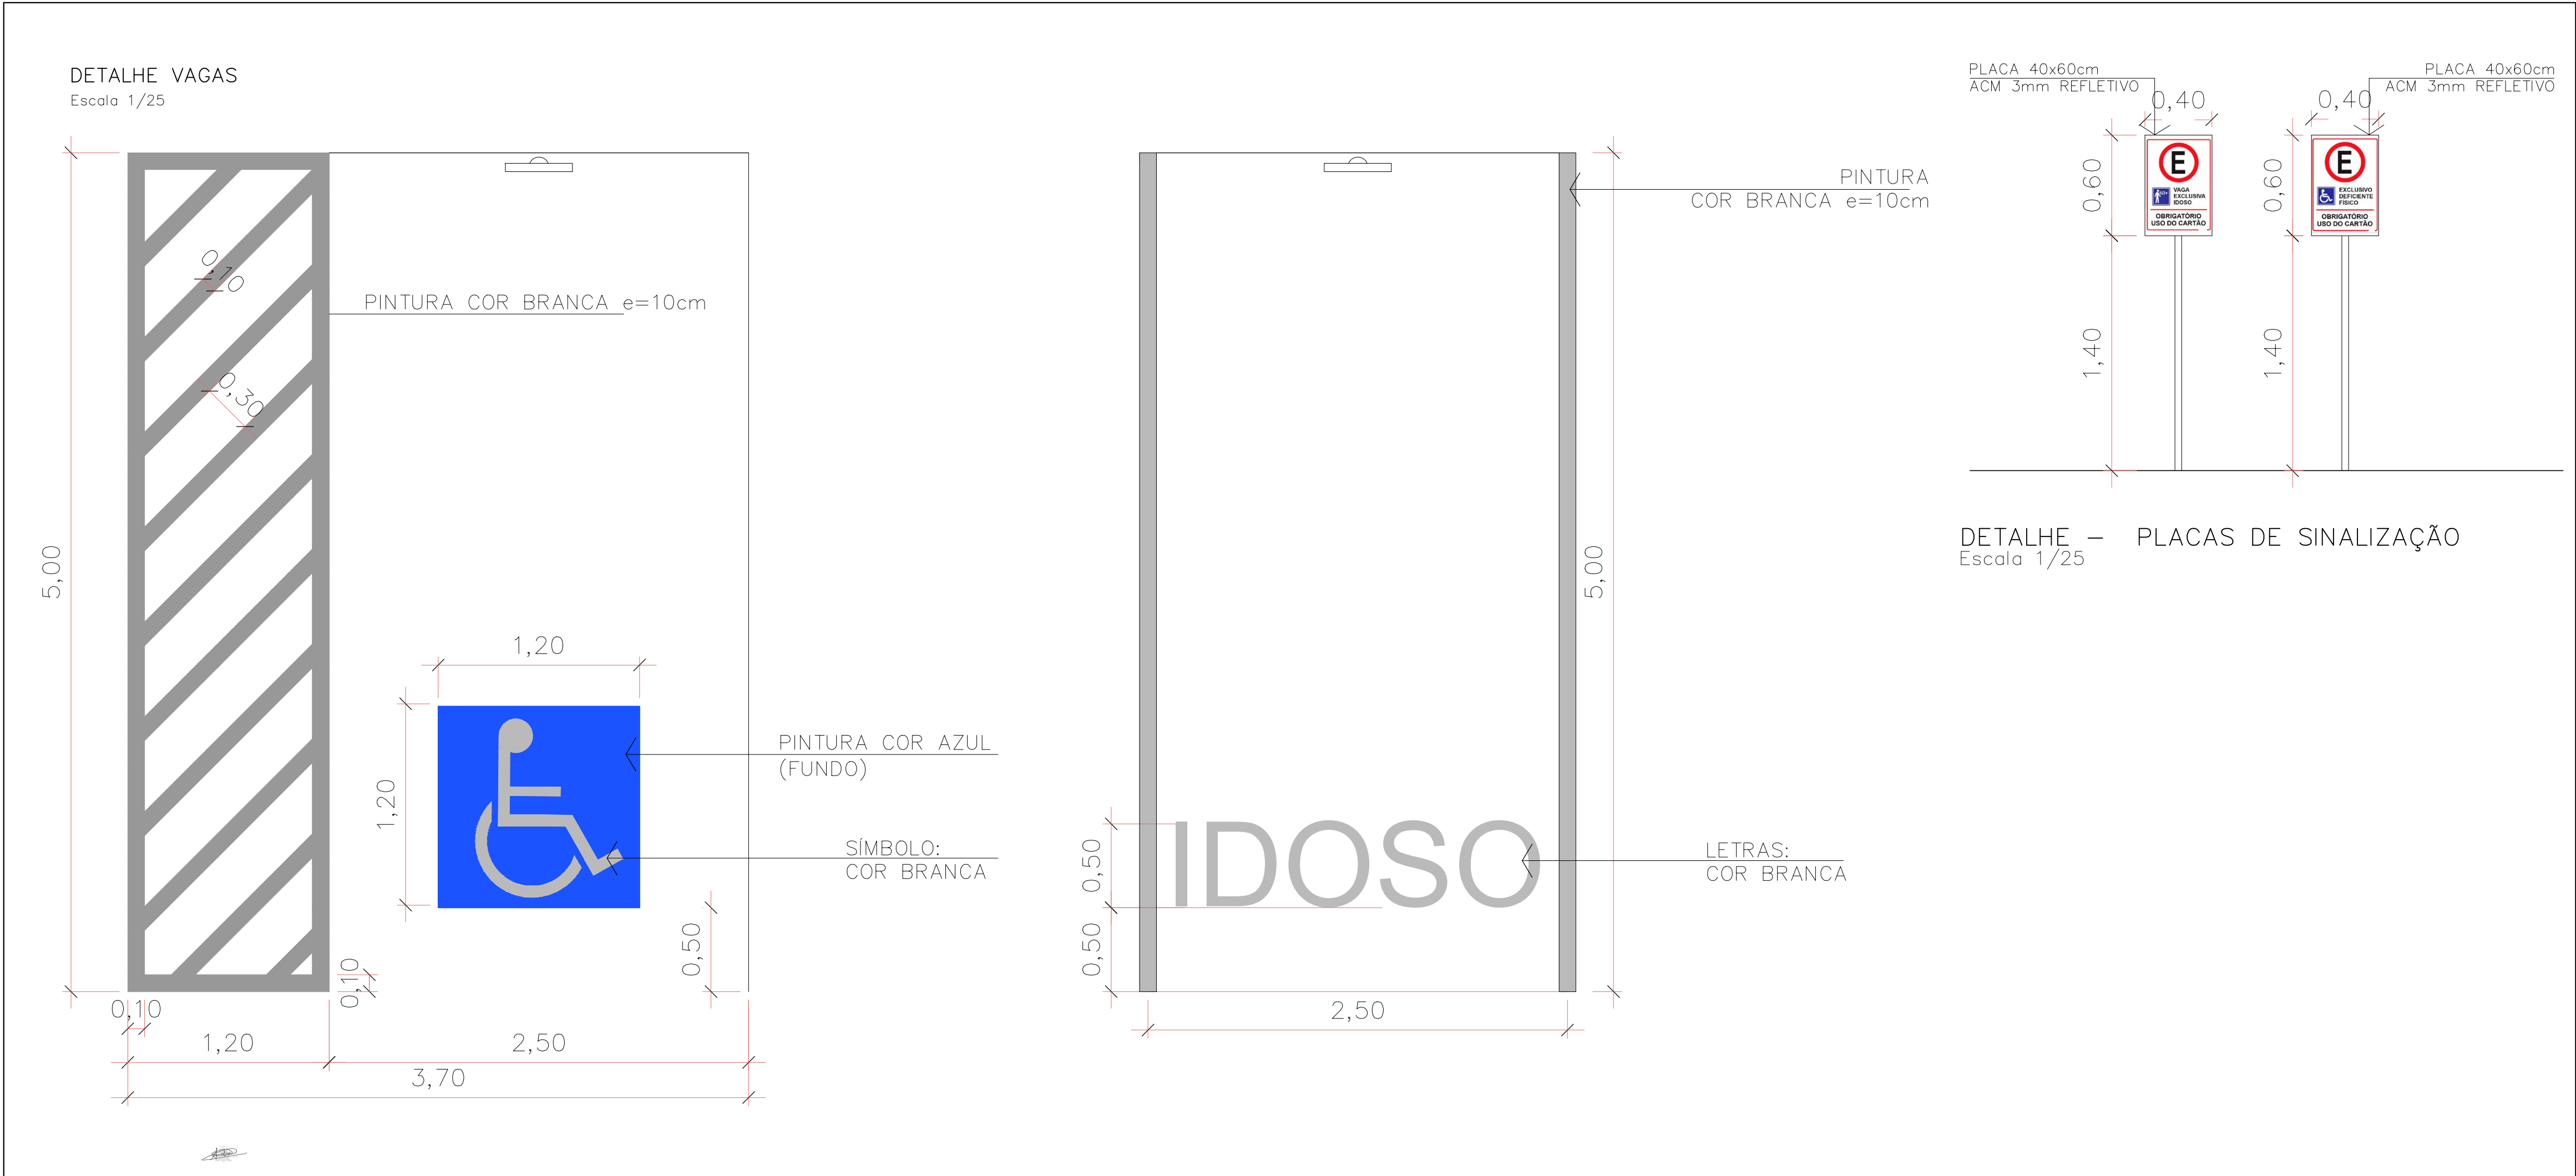 DETALHE VAGAS
Escala 1/25
5,00
0,10
PINTURA COR BRANCA e=10cm
0,30
1,20
1,20
PINTURA COR AZUL
(FUNDO)
SÍMBOLO:
COR BRANCA
0,50
0,10
0,10
1,20
2,50
3,70
PINTURA
COR BRANCA e=10cm
5,00
IDOSO
0,50
0,50
LETRAS:
COR BRANCA
2,50
PLACA 40x60cm
ACM 3mm REFLETIVO
0,40
0,60
1,40
E
60+
VAGA
EXCLUSIVA
IDOSO
OBRIGATÓRIO
USO DO CARTÃO
PLACA 40x60cm
ACM 3mm REFLETIVO
0,40
0,60
1,40
E
EXCLUSIVO
DEFICIENTE
FÍSICO
OBRIGATÓRIO
USO DO CARTÃO
DETALHE - PLACAS DE SINALIZAÇÃO
Escala 1/25